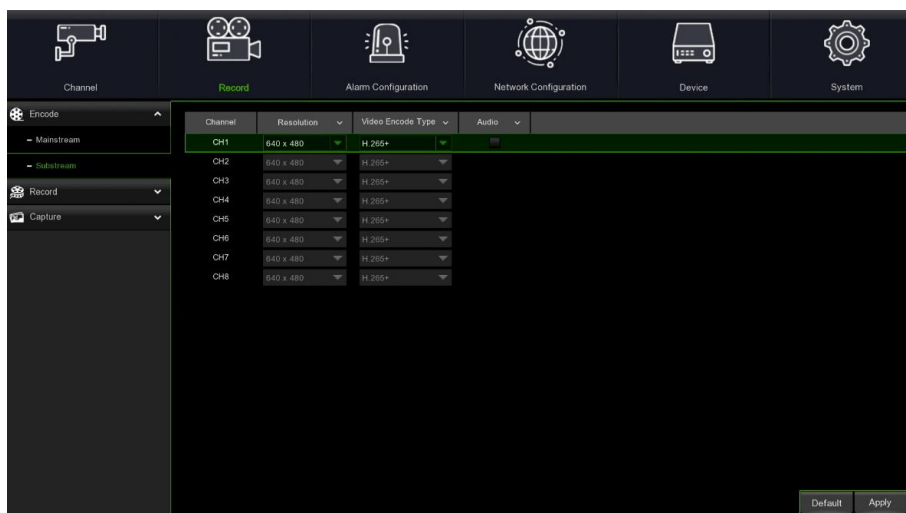 Channel Record Alarm Configuration Network Configuration Device System
Encode
– Mainstream
– Substream
Record
Capture
Channel Resolution Video Encode Type Audio
CH1 640 x 480 H.265+
CH2 640 x 480 H.265+
CH3 640 x 480 H.265+
CH4 640 x 480 H.265+
CH5 640 x 480 H.265+
CH6 640 x 480 H.265+
CH7 640 x 480 H.265+
CH8 640 x 480 H.265+
Default Apply